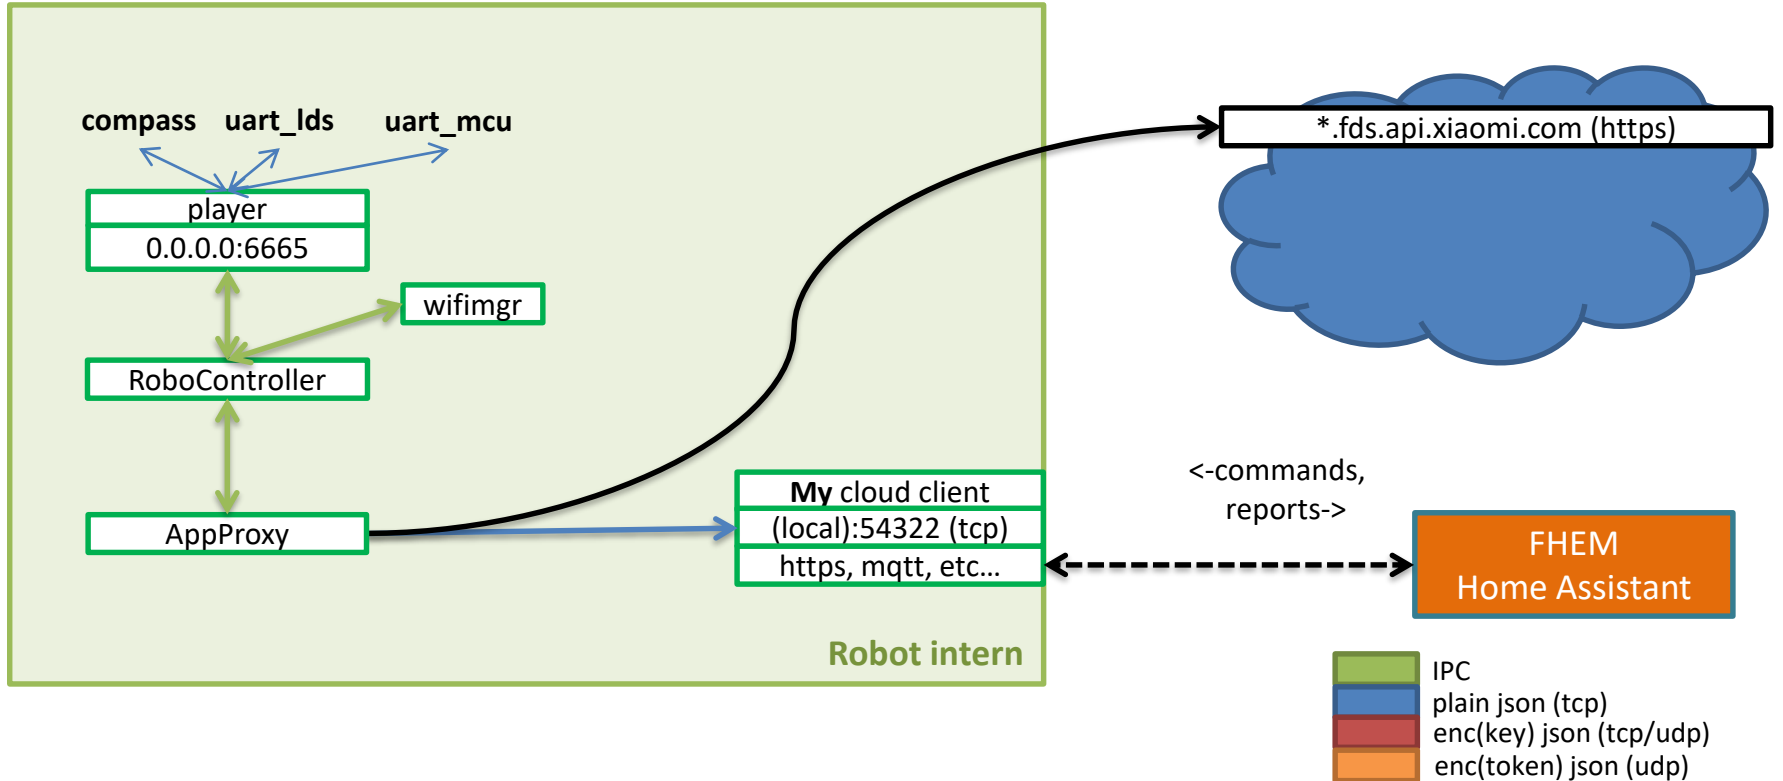 compass uart_lds uart_mcu
player
0.0.0.0:6665
wifimgr
RoboController
AppProxy
My cloud client
(local):54322 (tcp)
https, mqtt, etc...
Robot intern
*.fds.api.xiaomi.com (https)
<-commands,
reports->
FHEM
Home Assistant
IPC
plain json (tcp)
enc(key) json (tcp/udp)
enc(token) json (udp)